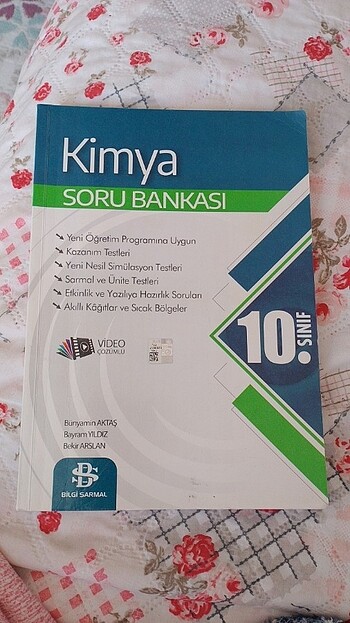 Kimya
SORU BANKASI
Yeni Öğretim Programına Uygun
Kazanım Testleri
Yeni Nesil Simülasyon Testleri
Sarmal ve Ünite Testleri
Etkinlik ve Yazılıya Hazırlık Soruları
Akıllı Kâğıtlar ve Sıcak Bölgeler
10. SINIF
VIDEO
ÇÖZÜMLÜ
Bünyamin AKTAŞ
Bayram YILDIZ
Bekir ARSLAN
BİLGİ SARMAL